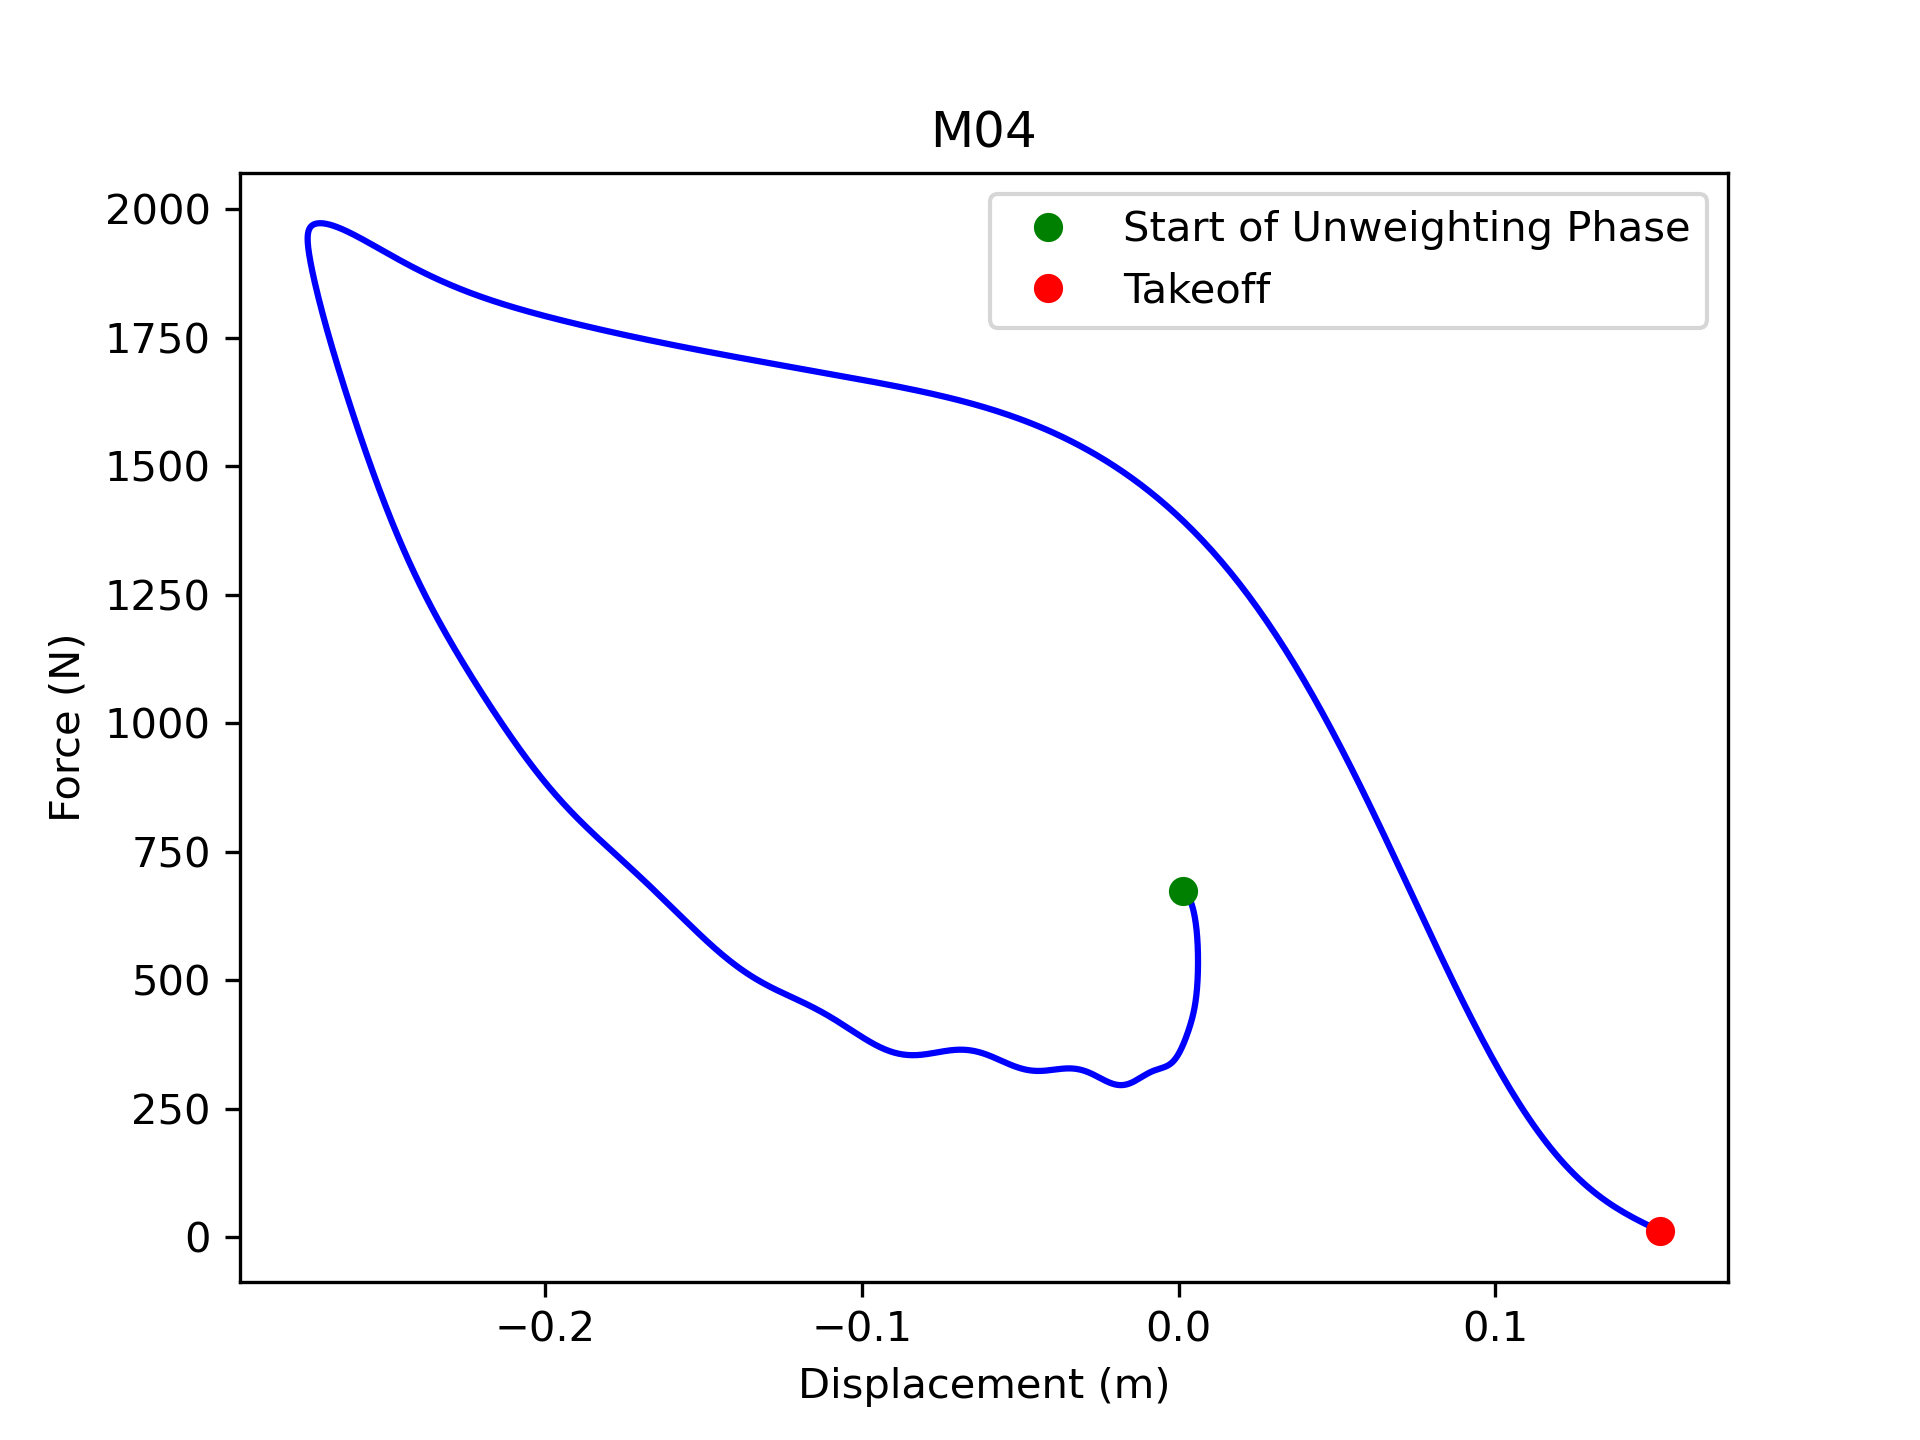 M04
Start of Unweighting Phase
Takeoff
2000
1750
1500
1250
1000
750
500
250
0
Force (N)
−0.2 −0.1 0.0 0.1
Displacement (m)